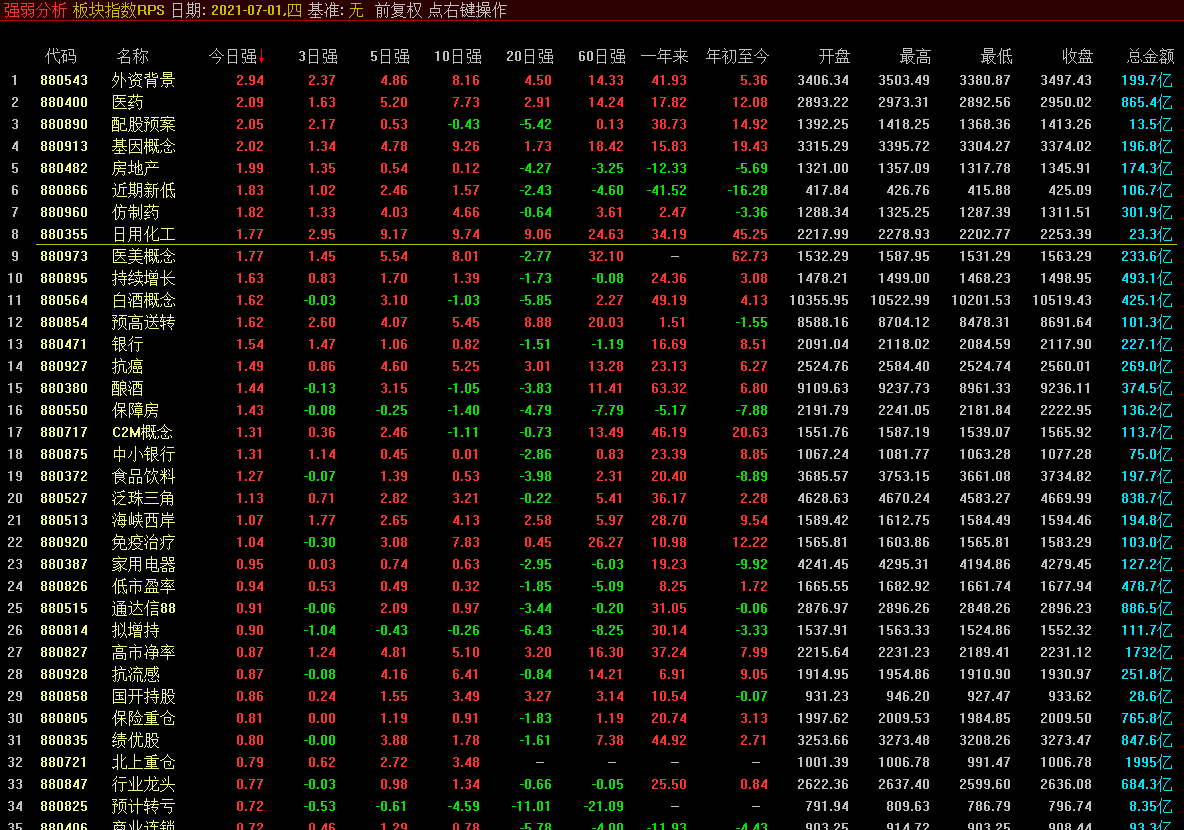 强弱分析 板块指数RPS 日期: 2021-07-01,四 基准: 无 前复权 点右键操作
代码 名称 今日强↓ 3日强 5日强 10日强 20日强 60日强 一年来 年初至今 开盘 最高 最低 收盘 总金额
1 880543 外资背景 2.94 2.37 4.86 8.16 4.50 14.33 41.93 5.36 3406.34 3503.49 3380.87 3497.43 199.7亿
2 880400 医药 2.09 1.63 5.20 7.73 2.91 14.24 17.82 12.08 2893.22 2973.31 2892.56 2950.02 865.4亿
3 880890 配股预案 2.05 2.17 0.53 -0.43 -5.42 0.13 38.73 14.92 1392.25 1418.25 1368.36 1413.26 13.5亿
4 880913 基因概念 2.02 1.34 4.78 9.26 1.73 18.42 15.83 19.43 3315.29 3395.72 3304.27 3374.02 196.8亿
5 880482 房地产 1.99 1.35 0.54 0.12 -4.27 -3.25 -12.33 -5.69 1321.00 1357.09 1317.78 1345.91 174.3亿
6 880866 近期新低 1.83 1.02 2.46 1.57 -2.43 -4.60 -41.52 -16.28 417.84 426.76 415.88 425.09 106.7亿
7 880960 仿制药 1.82 1.33 4.03 4.66 -0.64 3.61 2.47 -3.36 1288.34 1325.25 1287.39 1311.51 301.9亿
8 880355 日用化工 1.77 2.95 9.17 9.74 9.06 24.63 34.19 45.25 2217.99 2278.93 2202.77 2253.39 23.3亿
9 880973 医美概念 1.77 1.45 5.54 8.01 -2.77 32.10 — 62.73 1532.29 1587.95 1531.29 1563.29 233.6亿
10 880895 持续增长 1.63 0.83 1.70 1.39 -1.73 -0.08 24.36 3.08 1478.21 1499.00 1468.23 1498.95 493.1亿
11 880564 白酒概念 1.62 -0.03 3.10 -1.03 -5.85 2.27 49.19 4.13 10355.95 10522.99 10201.53 10519.43 425.1亿
12 880854 预高送转 1.62 2.60 4.07 5.45 8.88 20.03 1.51 -1.55 8588.16 8704.12 8478.31 8691.64 101.3亿
13 880471 银行 1.54 1.47 1.06 0.82 -1.51 -1.19 16.69 8.51 2091.04 2118.02 2084.59 2117.90 227.1亿
14 880927 抗癌 1.49 0.86 4.60 5.25 3.01 13.28 23.13 6.27 2524.76 2584.40 2524.74 2560.01 269.0亿
15 880380 酿酒 1.44 -0.13 3.15 -1.05 -3.83 11.41 63.32 6.80 9109.63 9237.73 8961.33 9236.11 374.5亿
16 880550 保障房 1.43 -0.08 -0.25 -1.40 -4.79 -7.79 -5.17 -7.88 2191.79 2241.05 2181.84 2222.95 136.2亿
17 880717 C2M概念 1.31 0.36 2.46 -1.11 -0.73 13.49 46.19 20.63 1551.76 1587.19 1539.07 1565.92 113.7亿
18 880875 中小银行 1.31 1.14 0.45 0.01 -2.86 0.83 23.39 8.85 1067.24 1081.77 1063.28 1077.28 75.0亿
19 880372 食品饮料 1.27 -0.07 1.39 0.53 -3.98 2.31 20.40 -8.89 3685.57 3753.15 3661.08 3734.82 197.7亿
20 880527 泛珠三角 1.13 0.71 2.82 3.21 -0.22 5.41 36.17 2.28 4628.63 4670.24 4583.27 4669.99 838.7亿
21 880513 海峡西岸 1.07 1.77 2.65 4.13 2.58 5.97 28.70 9.54 1589.42 1612.75 1584.49 1594.46 194.8亿
22 880920 免疫治疗 1.04 -0.30 3.08 7.83 0.45 26.27 10.98 12.22 1565.81 1603.86 1565.81 1583.29 103.0亿
23 880387 家用电器 0.95 0.03 0.74 0.63 -2.95 -6.03 19.23 -9.92 4241.45 4295.31 4194.86 4279.45 127.2亿
24 880826 低市盈率 0.94 0.53 0.49 0.32 -1.85 -5.09 8.25 1.72 1665.55 1682.92 1661.74 1677.94 478.7亿
25 880515 通达信88 0.91 -0.06 2.09 0.97 -3.44 -0.20 31.05 -0.06 2876.97 2896.26 2848.26 2896.23 886.5亿
26 880814 拟增持 0.90 -1.04 -0.43 -0.26 -6.43 -8.25 30.14 -3.33 1537.91 1563.33 1524.86 1552.32 111.7亿
27 880827 高市净率 0.87 1.24 4.81 5.10 3.20 16.30 37.24 7.99 2215.64 2231.23 2189.41 2231.12 1732亿
28 880928 抗流感 0.87 -0.08 4.16 6.41 -0.84 14.21 6.91 9.05 1914.95 1954.86 1910.90 1930.97 251.8亿
29 880858 国开持股 0.86 0.24 1.55 3.49 3.27 3.14 10.54 -0.07 931.23 946.20 927.47 933.62 28.6亿
30 880805 保险重仓 0.81 0.00 1.19 0.91 -1.83 1.19 20.74 3.13 1997.62 2009.53 1984.85 2009.50 765.8亿
31 880835 绩优股 0.80 -0.00 3.88 1.78 -1.61 7.38 44.92 2.71 3253.66 3273.48 3208.26 3273.47 847.6亿
32 880721 北上重仓 0.79 0.62 2.72 3.48 — — — — 1001.39 1006.78 991.47 1006.78 1995亿
33 880847 行业龙头 0.77 -0.03 0.98 1.34 -0.66 -0.05 25.50 0.84 2622.36 2637.40 2599.60 2636.08 684.3亿
34 880825 预计转亏 0.72 -0.53 -0.61 -4.59 -11.01 -21.09 — — 791.94 809.63 786.79 796.74 8.35亿
35 880406 商业连锁 0.72 0.46 1.29 0.78 -5.78 -4.00 -11.93 -4.43 903.25 914.72 903.25 908.44 93.3亿